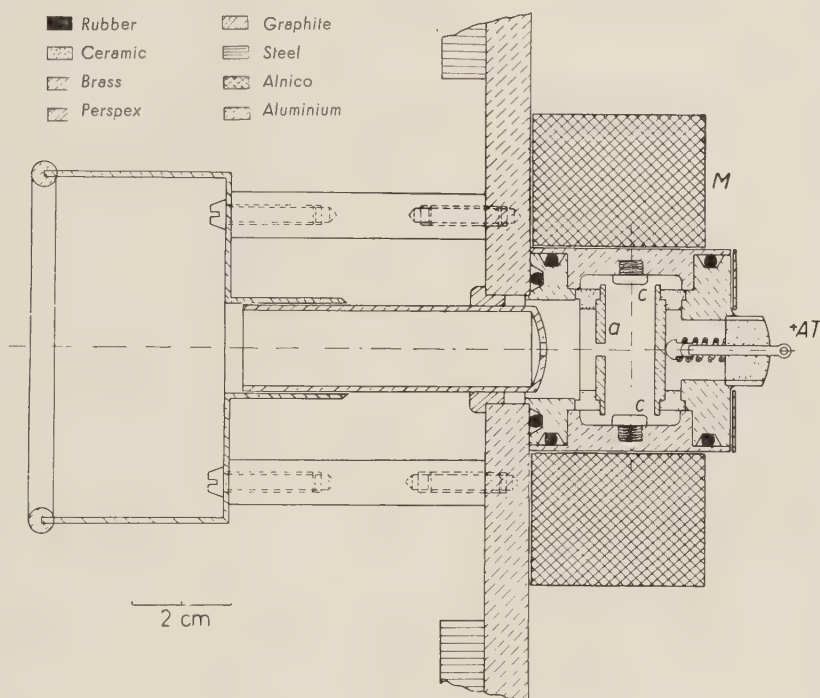 Rubber
Ceramic
Brass
Perspex
Graphite
Steel
Alnico
Aluminium
M
c
a
c
+AT
2 cm